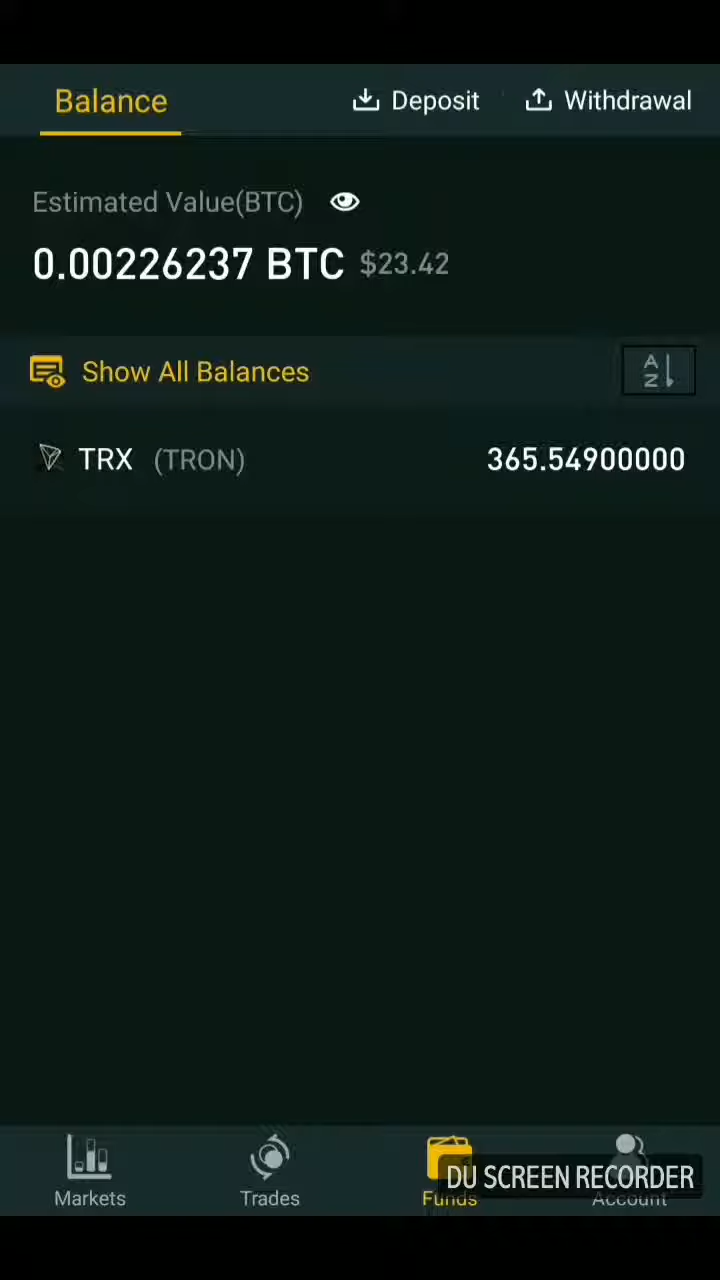 Balance Deposit Withdrawal
Estimated Value(BTC)
0.00226237 BTC $23.42
Show All Balances A Z
TRX (TRON) 365.54900000
Markets Trades Funds Account
DU SCREEN RECORDER